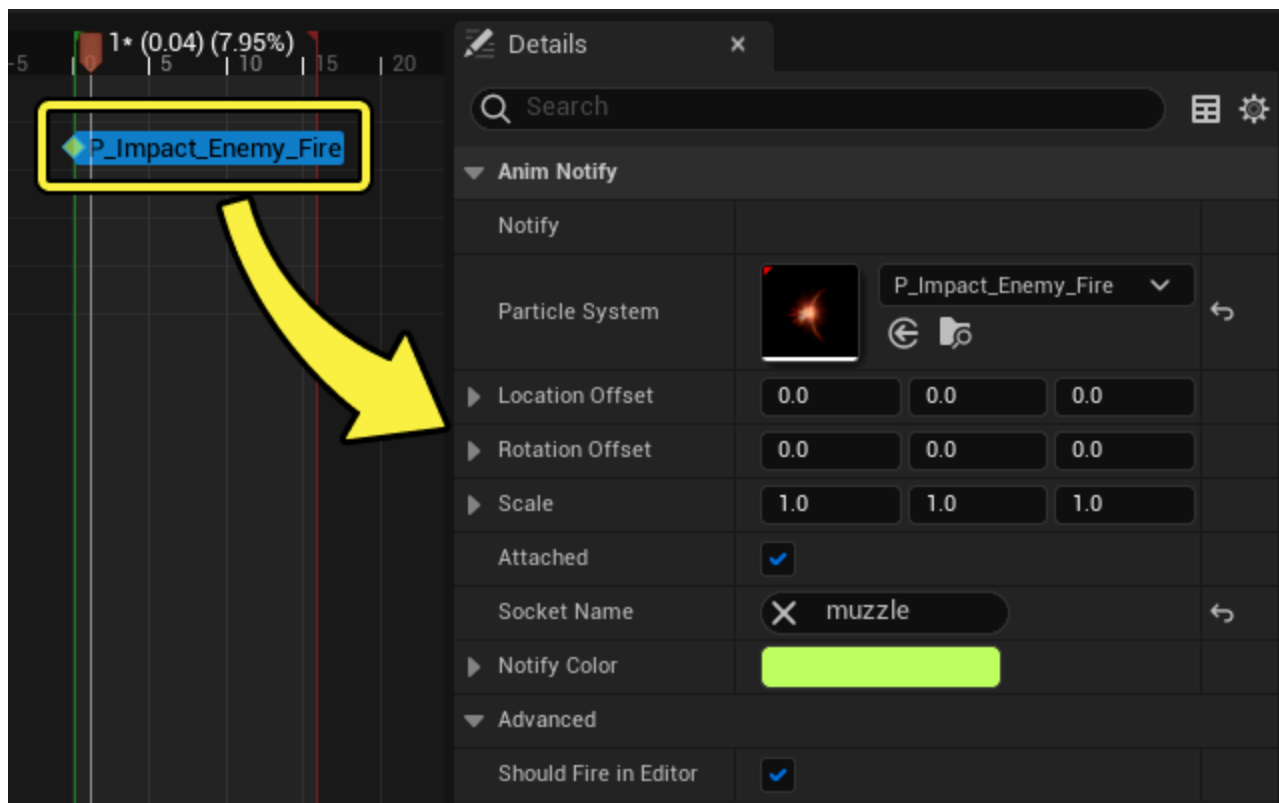 1* (0.04) (7.95%)
-5 0 5 10 15 20
P_Impact_Enemy_Fire
Details
Search
Anim Notify
Notify
Particle System
P_Impact_Enemy_Fire
Location Offset 0.0 0.0 0.0
Rotation Offset 0.0 0.0 0.0
Scale 1.0 1.0 1.0
Attached
Socket Name muzzle
Notify Color
Advanced
Should Fire in Editor